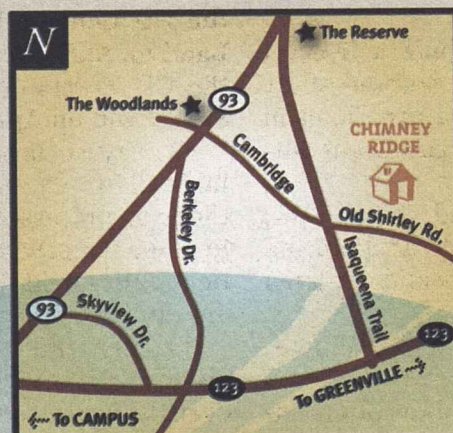 N
The Reserve
The Woodlands
93
CHIMNEY
RIDGE
Cambridge
Old Shirley Rd.
Berkeley Dr.
Isaqueena Trail
93
Skyview Dr.
123
123
To GREENVILLE
To CAMPUS